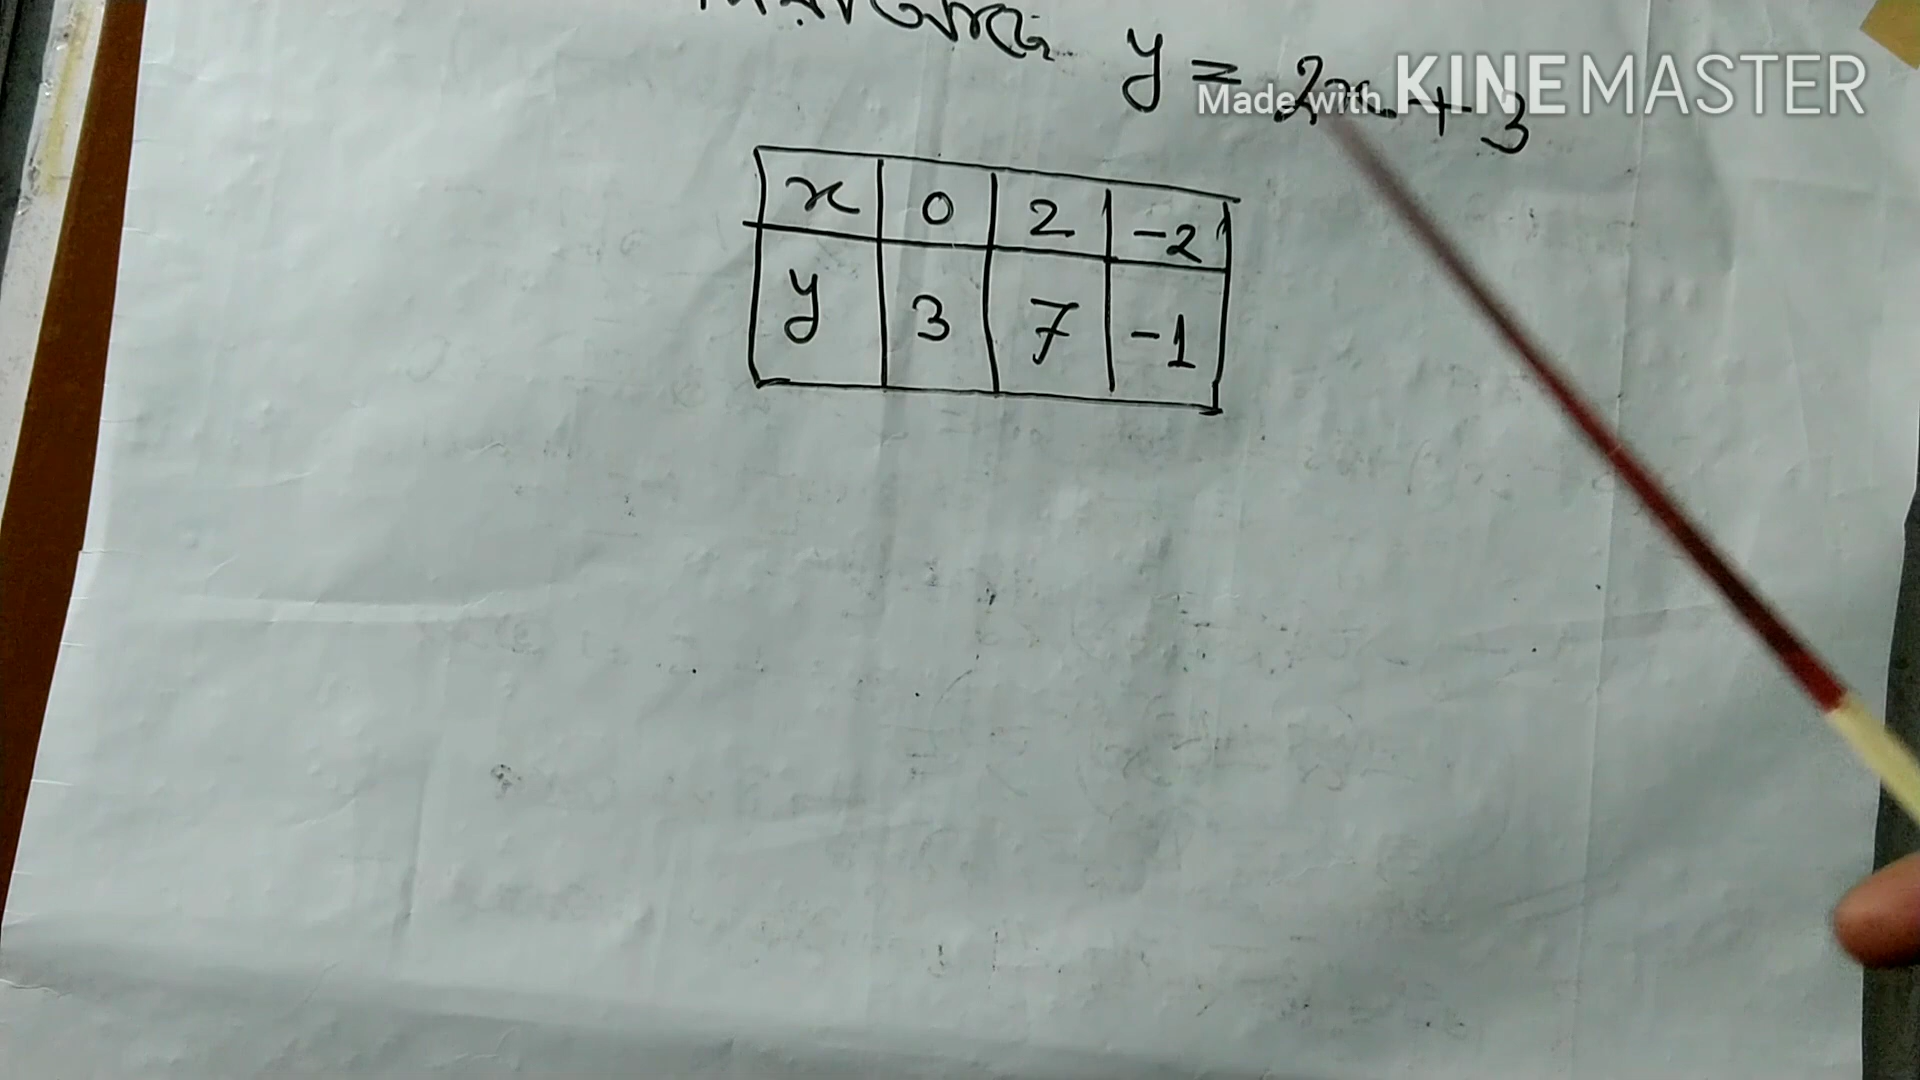 y = 2x + 3
Made with KINEMASTER
x 0 2 -2
y 3 7 -1